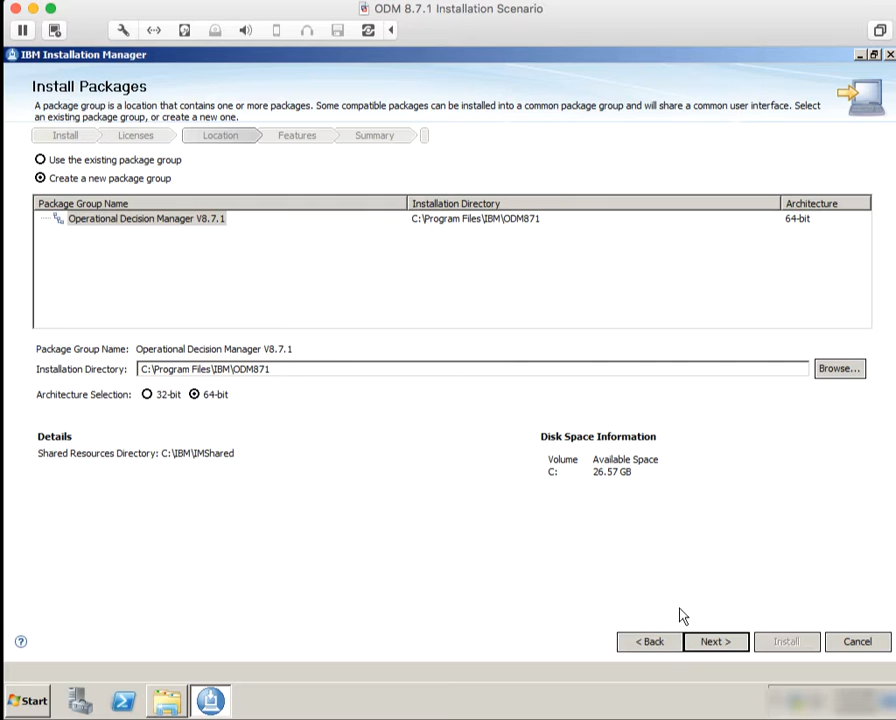 ODM 8.7.1 Installation Scenario
IBM Installation Manager
Install Packages
A package group is a location that contains one or more packages. Some compatible packages can be installed into a common package group and will share a common user interface. Select
an existing package group, or create a new one.
Install Licenses Location Features Summary
Use the existing package group
Create a new package group
Package Group Name Installation Directory Architecture
Operational Decision Manager V8.7.1 C:\Program Files\IBM\ODM871 64-bit
Package Group Name: Operational Decision Manager V8.7.1
Installation Directory: C:\Program Files\IBM\ODM871 Browse...
Architecture Selection: 32-bit 64-bit
Details Disk Space Information
Shared Resources Directory: C:\IBM\IMShared
Volume Available Space
C: 26.57 GB
? < Back Next > Install Cancel
Start